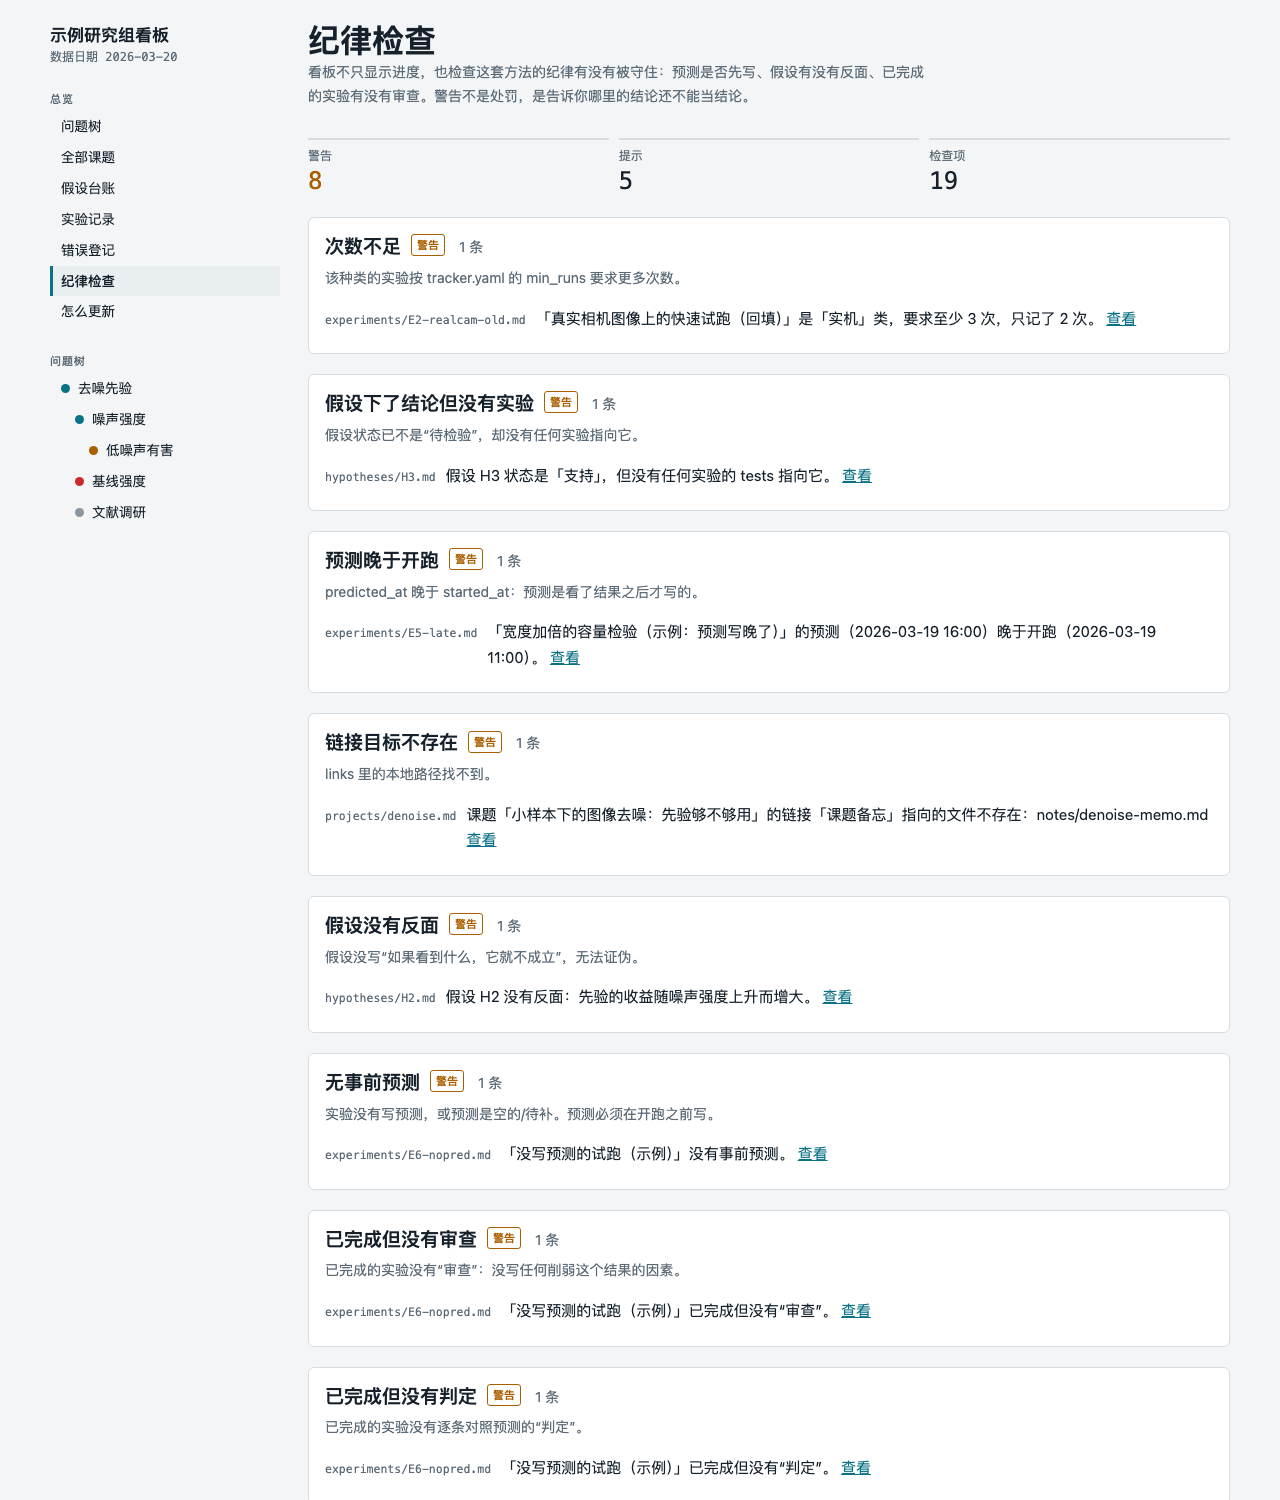 示例研究组看板
数据日期 2026-03-20
总览
问题树
全部课题
假设台账
实验记录
错误登记
纪律检查
怎么更新
问题树
去噪先验
噪声强度
低噪声有害
基线强度
文献调研
纪律检查
看板不只显示进度，也检查这套方法的纪律有没有被守住：预测是否先写、假设有没有反面、已完成
的实验有没有审查。警告不是处罚，是告诉你哪里的结论还不能当结论。
警告
8
提示
5
检查项
19
次数不足 警告 1 条
该种类的实验按 tracker.yaml 的 min_runs 要求更多次数。
experiments/E2-realcam-old.md 「真实相机图像上的快速试跑（回填）」是「实机」类，要求至少 3 次，只记了 2 次。 查看
假设下了结论但没有实验 警告 1 条
假设状态已不是“待检验”，却没有任何实验指向它。
hypotheses/H3.md 假设 H3 状态是「支持」，但没有任何实验的 tests 指向它。 查看
预测晚于开跑 警告 1 条
predicted_at 晚于 started_at：预测是看了结果之后才写的。
experiments/E5-late.md 「宽度加倍的容量检验（示例：预测写晚了）」的预测（2026-03-19 16:00）晚于开跑（2026-03-19
11:00）。 查看
链接目标不存在 警告 1 条
links 里的本地路径找不到。
projects/denoise.md 课题「小样本下的图像去噪：先验够不够用」的链接「课题备忘」指向的文件不存在：notes/denoise-memo.md
查看
假设没有反面 警告 1 条
假设没写“如果看到什么，它就不成立”，无法证伪。
hypotheses/H2.md 假设 H2 没有反面：先验的收益随噪声强度上升而增大。 查看
无事前预测 警告 1 条
实验没有写预测，或预测是空的/待补。预测必须在开跑之前写。
experiments/E6-nopred.md 「没写预测的试跑（示例）」没有事前预测。 查看
已完成但没有审查 警告 1 条
已完成的实验没有“审查”：没写任何削弱这个结果的因素。
experiments/E6-nopred.md 「没写预测的试跑（示例）」已完成但没有“审查”。 查看
已完成但没有判定 警告 1 条
已完成的实验没有逐条对照预测的“判定”。
experiments/E6-nopred.md 「没写预测的试跑（示例）」已完成但没有“判定”。 查看